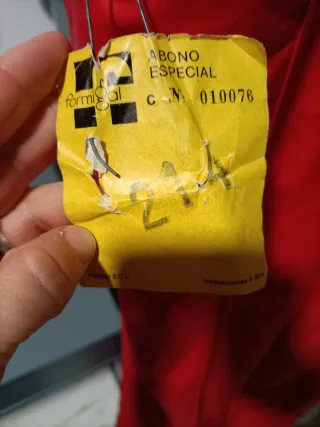 ABONO
ESPECIAL
formigal
C Nº 010076
214